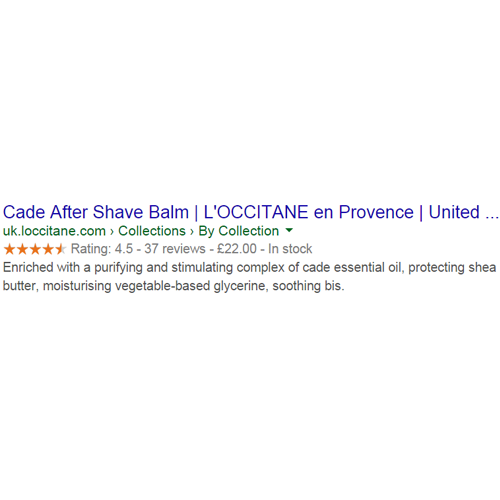 Cade After Shave Balm | L'OCCITANE en Provence | United ...
uk.loccitane.com › Collections › By Collection
Rating: 4.5 - 37 reviews - £22.00 - In stock
Enriched with a purifying and stimulating complex of cade essential oil, protecting shea
butter, moisturising vegetable-based glycerine, soothing bis.